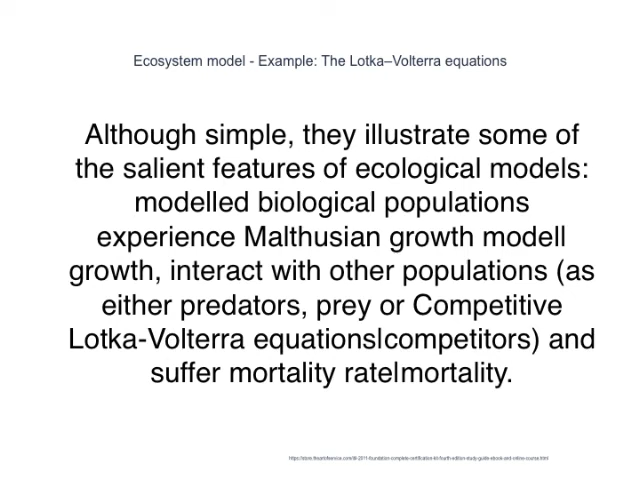 Ecosystem model - Example: The Lotka–Volterra equations
Although simple, they illustrate some of
the salient features of ecological models:
modelled biological populations
experience Malthusian growth modell
growth, interact with other populations (as
either predators, prey or Competitive
Lotka-Volterra equations|competitors) and
suffer mortality rate|mortality.